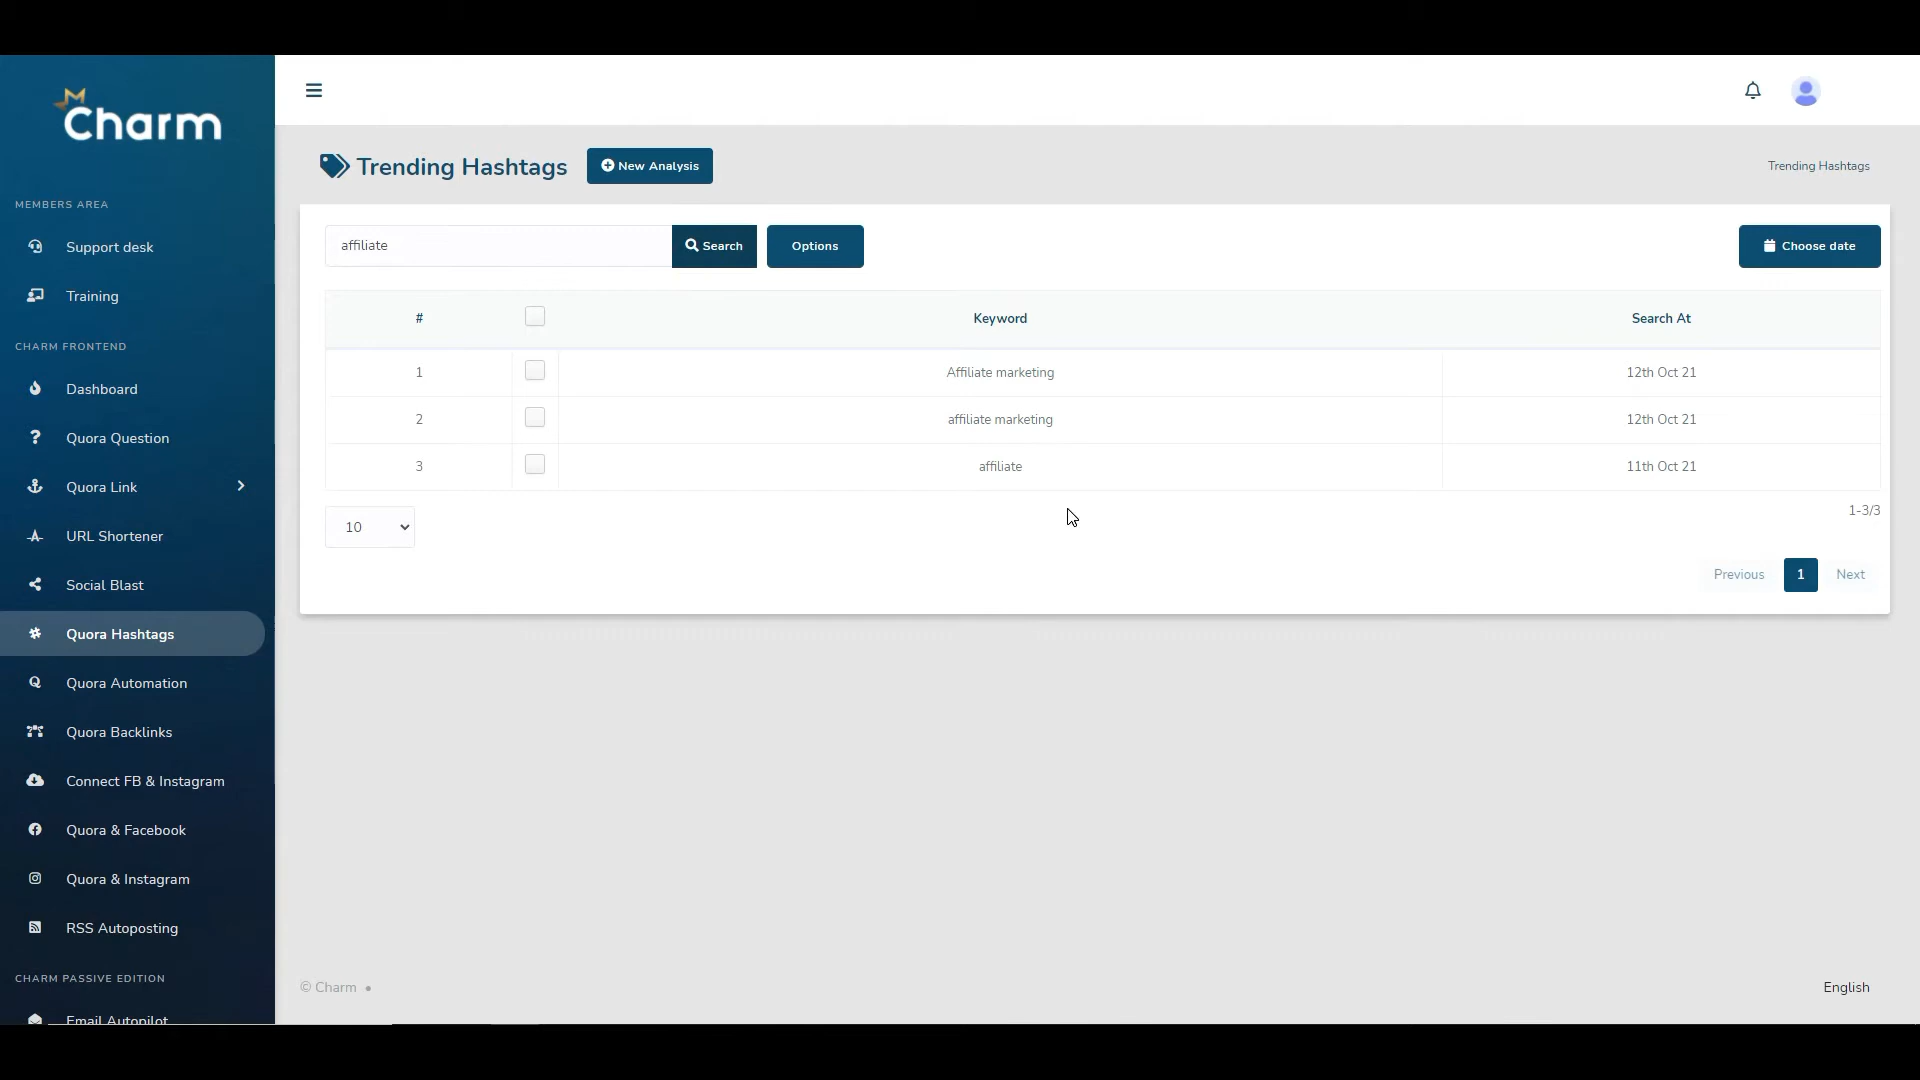 Charm
Trending Hashtags
New Analysis
Trending Hashtags
MEMBERS AREA
Support desk
Training
CHARM FRONTEND
Dashboard
Quora Question
Quora Link
URL Shortener
Social Blast
Quora Hashtags
Quora Automation
Quora Backlinks
Connect FB & Instagram
Quora & Facebook
Quora & Instagram
RSS Autoposting
CHARM PASSIVE EDITION
Email Autopilot
affiliate
Search
Options
Choose date
# Keyword Search At
1 Affiliate marketing 12th Oct 21
2 affiliate marketing 12th Oct 21
3 affiliate 11th Oct 21
10
1-3/3
Previous 1 Next
© Charm •
English